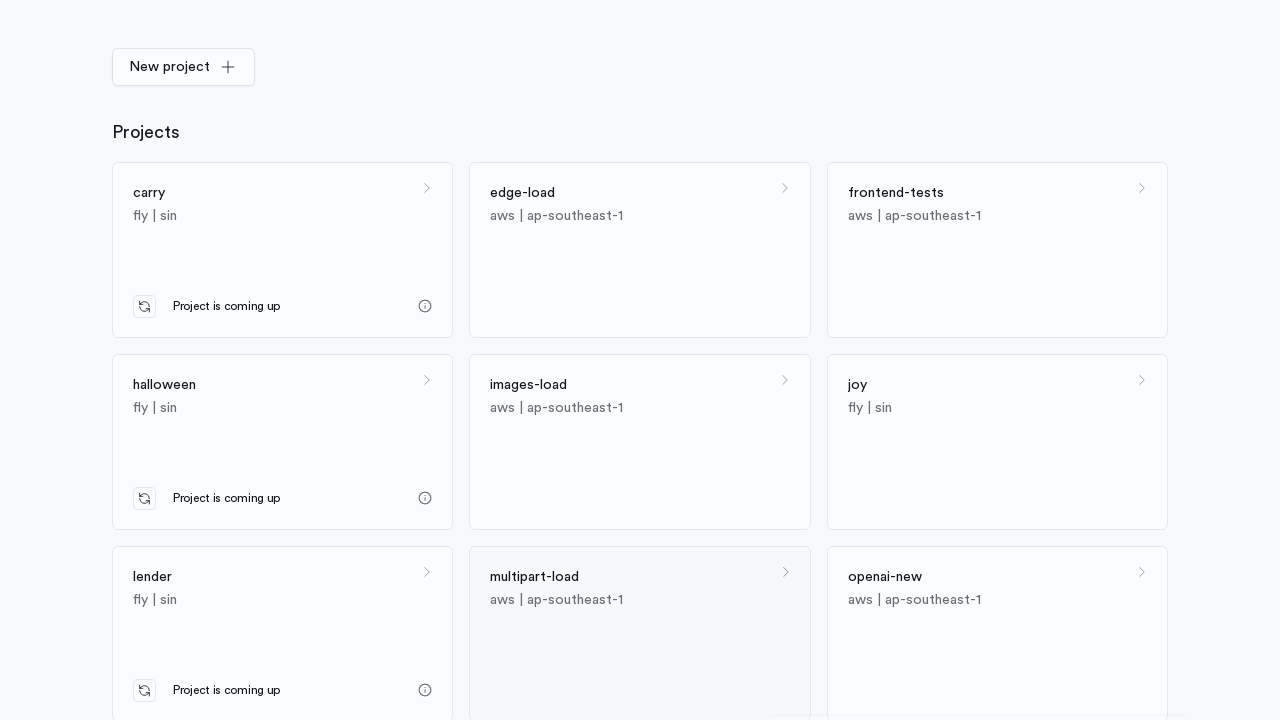 New project
Projects
carry
fly | sin
Project is coming up
edge-load
aws | ap-southeast-1
frontend-tests
aws | ap-southeast-1
halloween
fly | sin
Project is coming up
images-load
aws | ap-southeast-1
joy
fly | sin
lender
fly | sin
Project is coming up
multipart-load
aws | ap-southeast-1
openai-new
aws | ap-southeast-1